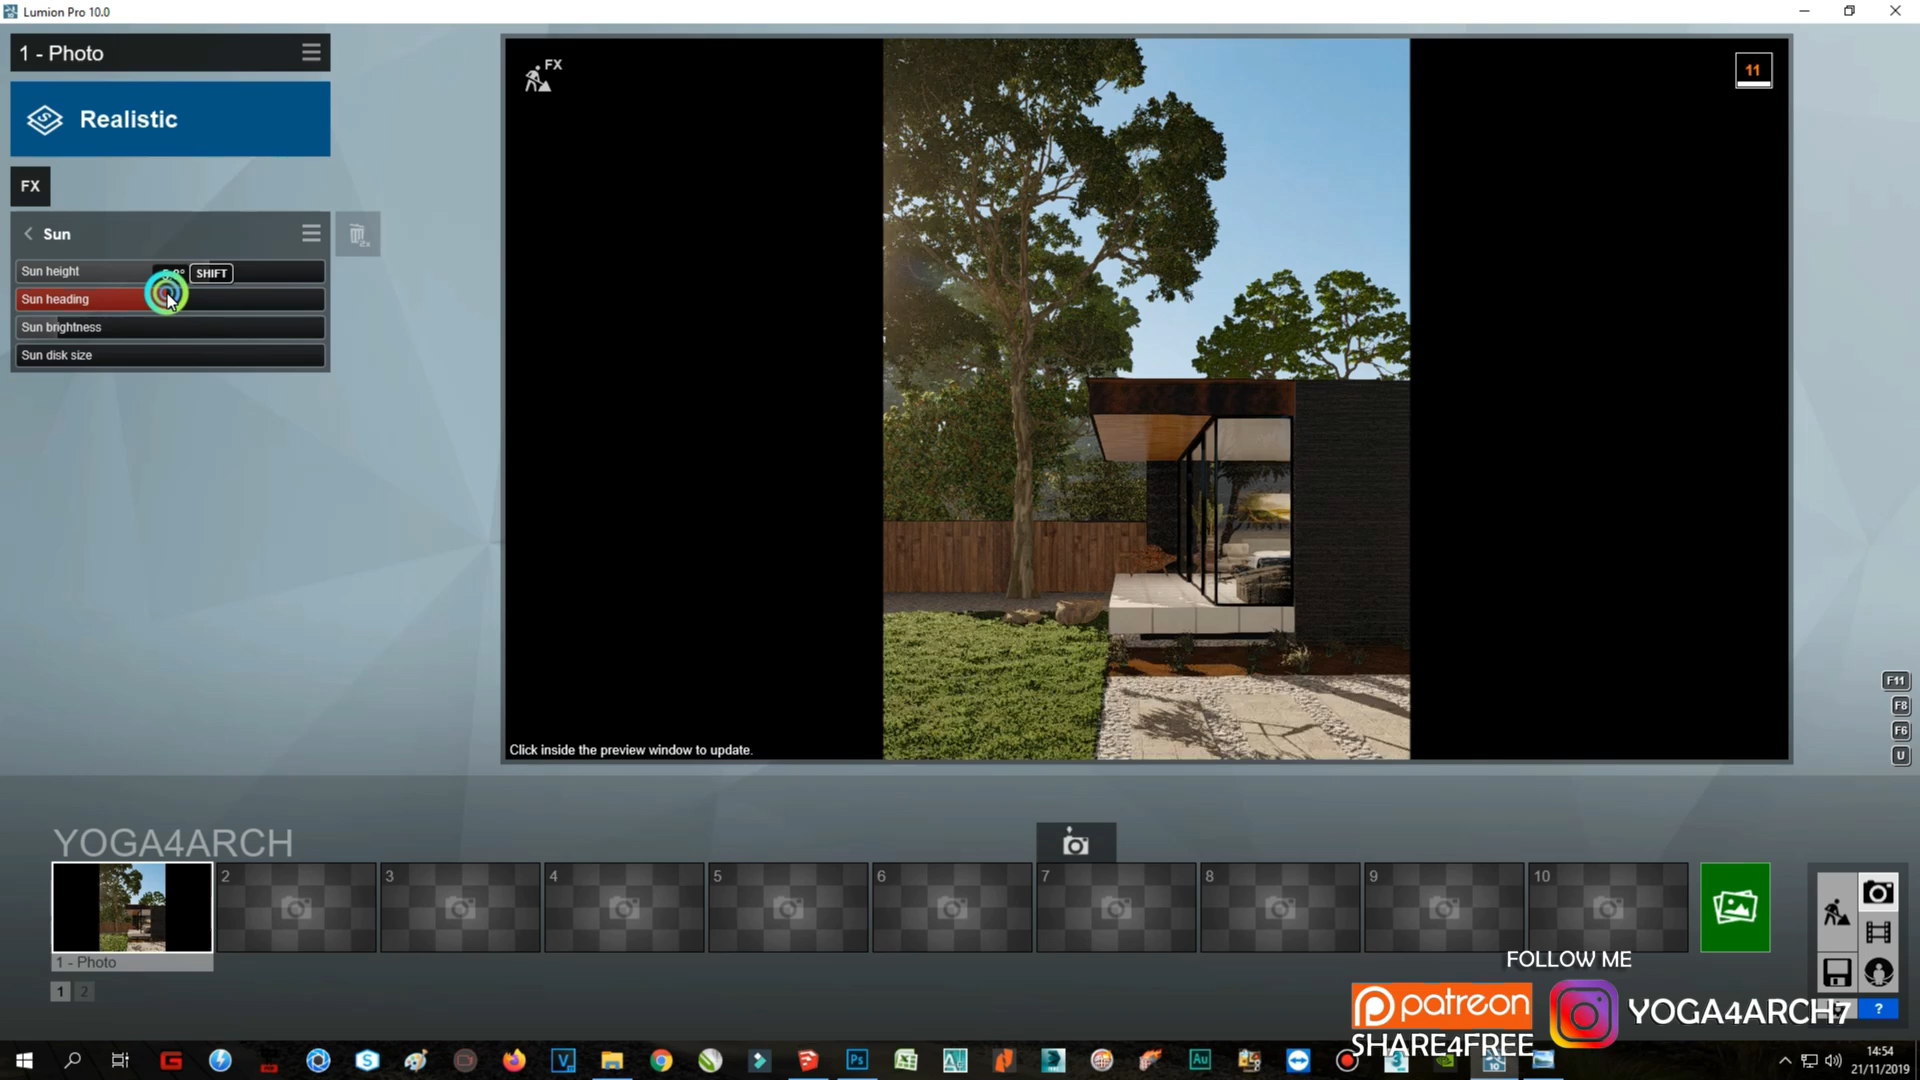 Lumion Pro 10.0
1 - Photo
Realistic
FX
Sun
Sun height
SHIFT
Sun heading
Sun brightness
Sun disk size
FX
11
Click inside the preview window to update.
F11
F8
F6
U
YOGA4ARCH
2
3
4
5
6
7
8
9
10
1 - Photo
1
2
FOLLOW ME
patreon
SHARE4FREE
YOGA4ARCH7
?
14:54
21/11/2019